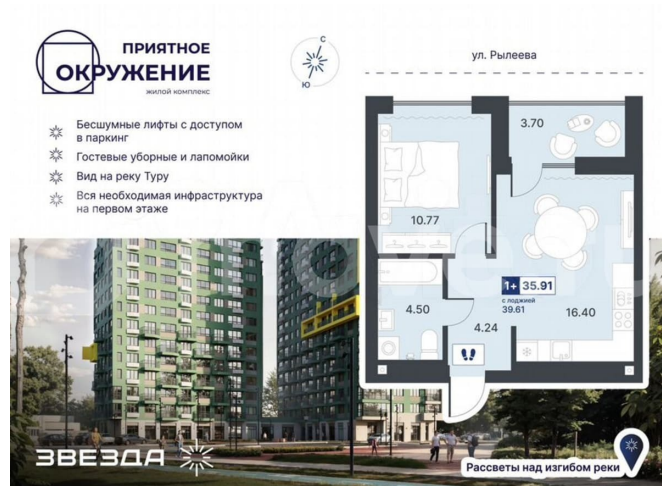 ПРИЯТНОЕ
ОКРУЖЕНИЕ
жилой комплекс
С
Ю
ул. Рылеева
Бесшумные лифты с доступом
в паркинг
Гостевые уборные и лапомойки
Вид на реку Туру
Вся необходимая инфраструктура
на первом этаже
3.70
10.77
1+ 35.91
с лоджией
39.61
16.40
4.50
4.24
ЗВЕЗДА
Рассветы над изгибом реки